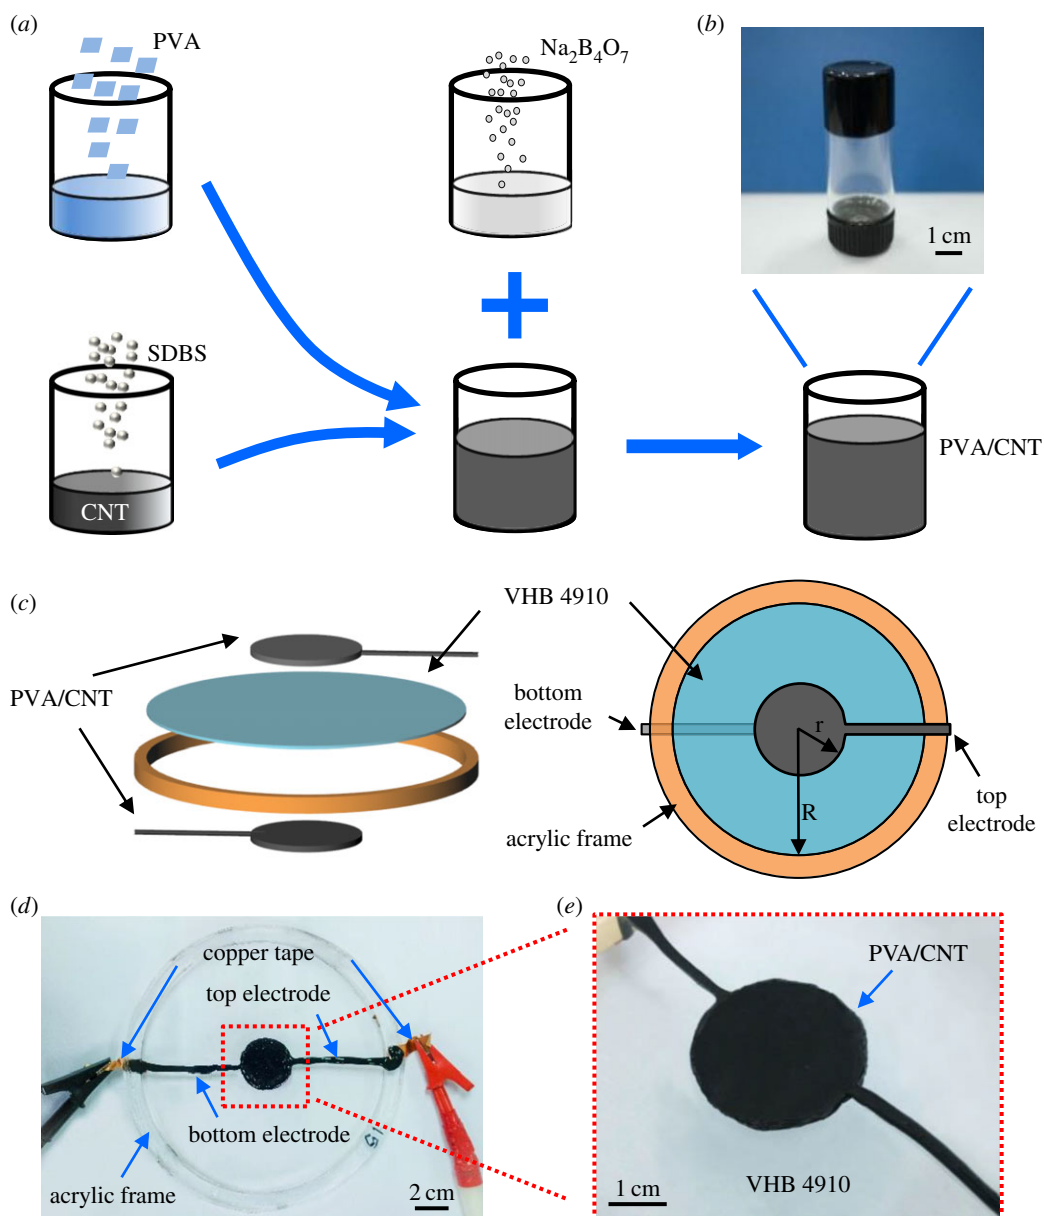 (a)
PVA
Na2B4O7
(b)
1 cm
SDBS
CNT
PVA/CNT
(c)
VHB 4910
PVA/CNT
bottom
electrode
r
R
acrylic frame
top
electrode
(d)
copper tape
top electrode
bottom electrode
acrylic frame
15
2 cm
(e)
PVA/CNT
1 cm
VHB 4910